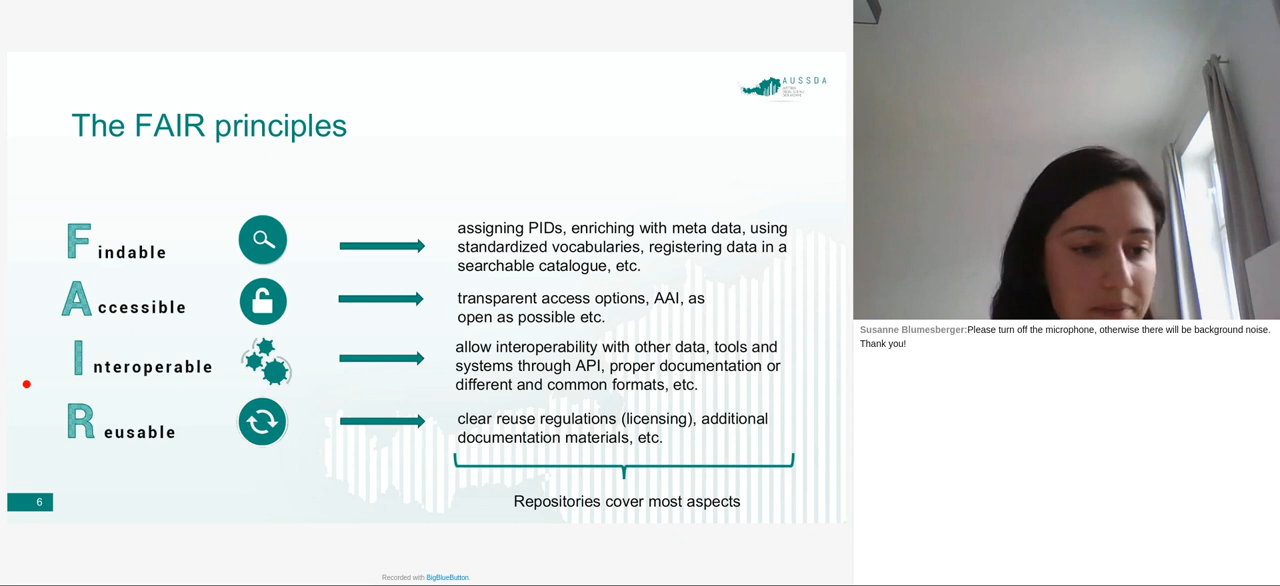 AUSSDA
The FAIR principles
Findable
assigning PIDs, enriching with meta data, using
standardized vocabularies, registering data in a
searchable catalogue, etc.
Accessible
transparent access options, AAI, as
open as possible etc.
Interoperable
allow interoperability with other data, tools and
systems through API, proper documentation or
different and common formats, etc.
Reusable
clear reuse regulations (licensing), additional
documentation materials, etc.
Repositories cover most aspects
6
Recorded with BigBlueButton.
Susanne Blumesberger:Please turn off the microphone, otherwise there will be background noise.
Thank you!